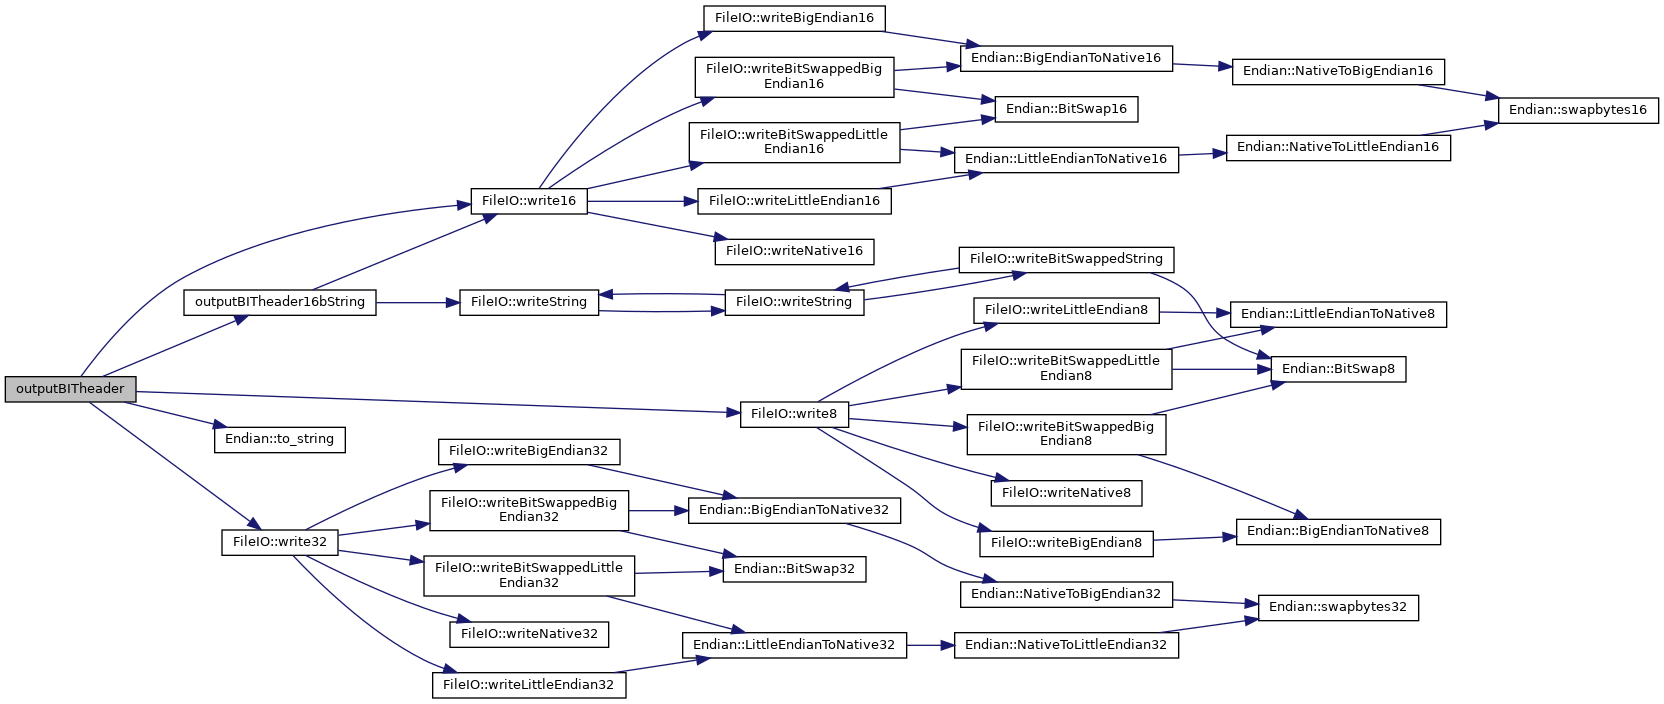 FileIO::writeBigEndian16
Endian::BigEndianToNative16
FileIO::writeBitSwappedBig
Endian16
Endian::NativeToBigEndian16
Endian::BitSwap16
Endian::swapbytes16
FileIO::writeBitSwappedLittle
Endian16
Endian::NativeToLittleEndian16
Endian::LittleEndianToNative16
FileIO::write16
FileIO::writeLittleEndian16
FileIO::writeNative16
FileIO::writeBitSwappedString
outputBITheader16bString
FileIO::writeString
FileIO::writeString
FileIO::writeLittleEndian8
Endian::LittleEndianToNative8
FileIO::writeBitSwappedLittle
Endian8
Endian::BitSwap8
outputBITheader
FileIO::write8
FileIO::writeBitSwappedBig
Endian8
Endian::to_string
FileIO::writeBigEndian32
FileIO::writeNative8
FileIO::writeBitSwappedBig
Endian32
Endian::BigEndianToNative32
Endian::BigEndianToNative8
FileIO::write32
FileIO::writeBigEndian8
FileIO::writeBitSwappedLittle
Endian32
Endian::BitSwap32
Endian::NativeToBigEndian32
Endian::swapbytes32
FileIO::writeNative32
Endian::LittleEndianToNative32
Endian::NativeToLittleEndian32
FileIO::writeLittleEndian32